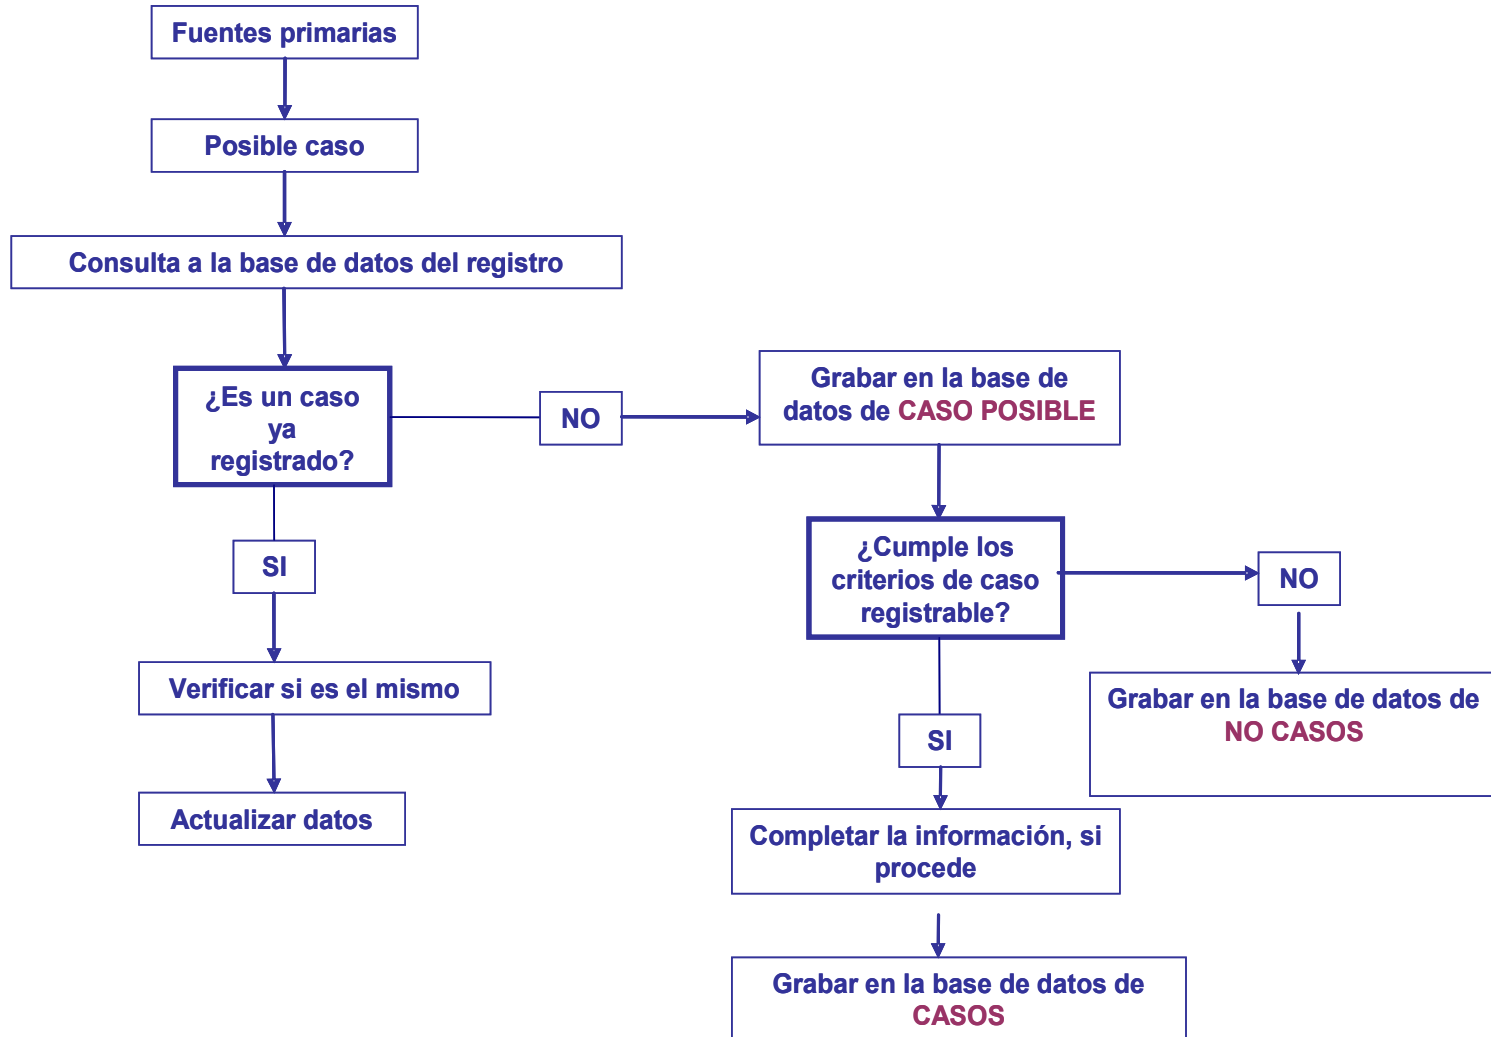 Fuentes primarias
Posible caso
Consulta a la base de datos del registro
¿Es un caso
ya
registrado?
NO
Grabar en la base de
datos de CASO POSIBLE
SI
¿Cumple los
criterios de caso
registrable?
NO
Verificar si es el mismo
Grabar en la base de datos de
NO CASOS
SI
Actualizar datos
Completar la información, si
procede
Grabar en la base de datos de
CASOS